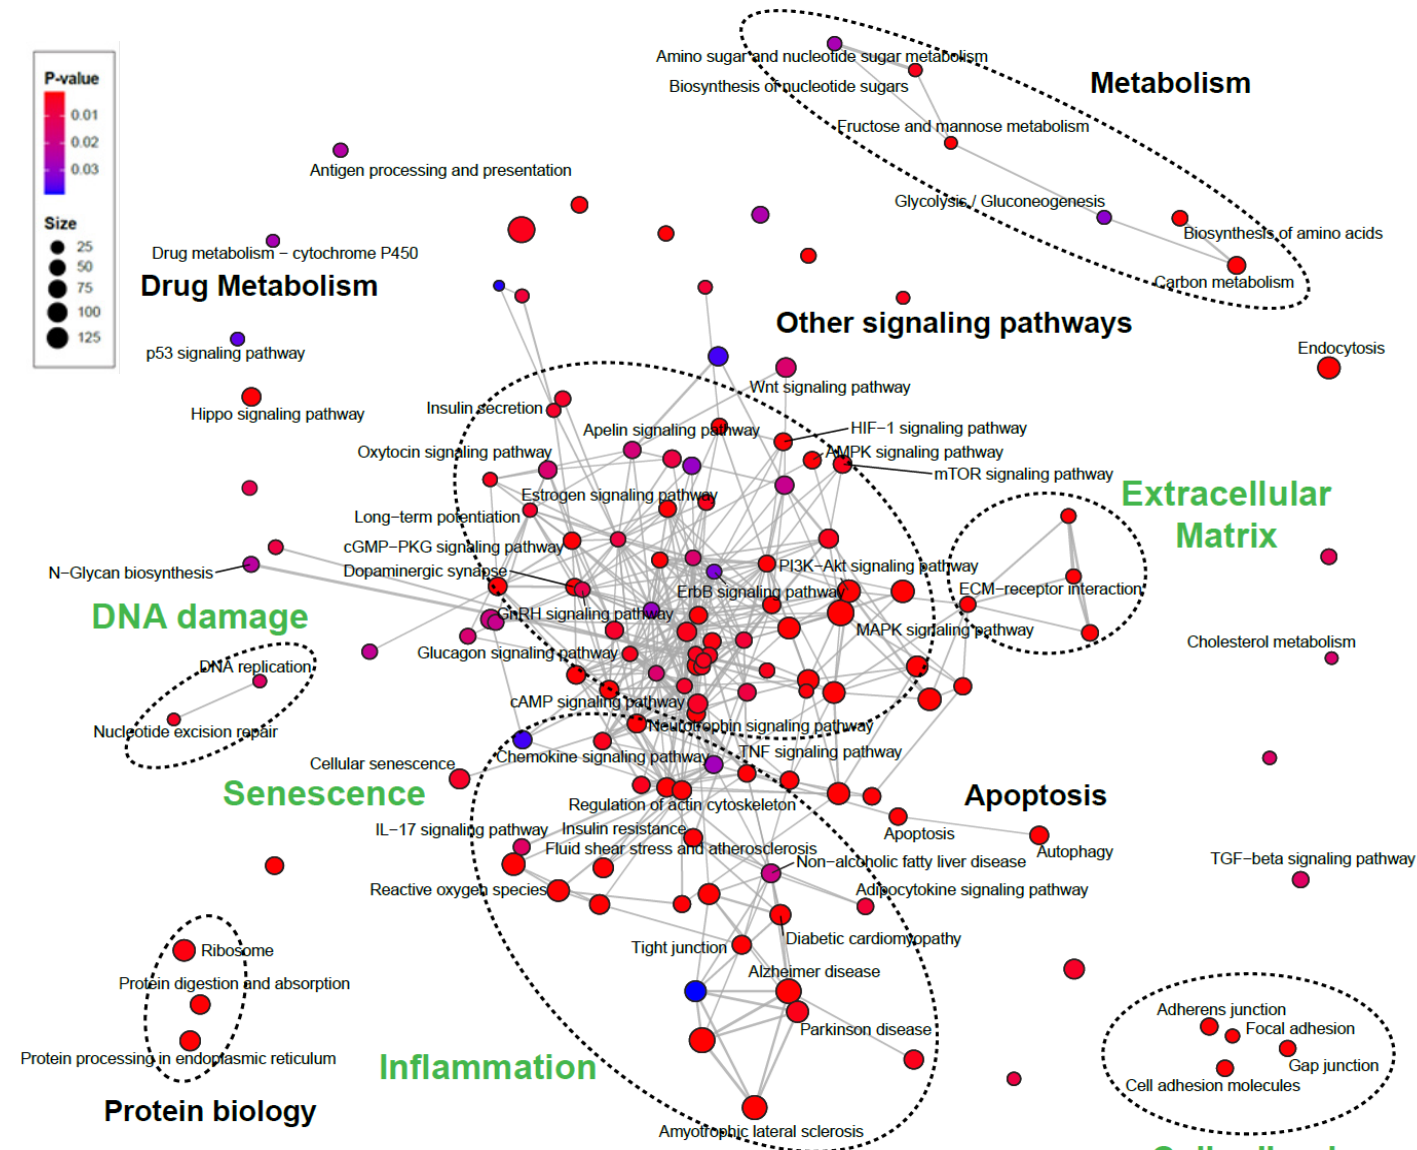 Amino sugar and nucleotide sugar metabolism
Metabolism
Biosynthesis of nucleotide sugars
P-value
0.01
0.02
0.03
Fructose and mannose metabolism
Antigen processing and presentation
Glycolysis / Gluconeogenesis
Size
25
50
75
100
125
Biosynthesis of amino acids
Drug metabolism − cytochrome P450
Drug Metabolism
Carbon metabolism
Other signaling pathways
p53 signaling pathway
Endocytosis
Wnt signaling pathway
Hippo signaling pathway
Insulin secretion
Apelin signaling pathway
HIF−1 signaling pathway
Oxytocin signaling pathway
AMPK signaling pathway
mTOR signaling pathway
Estrogen signaling pathway
Extracellular
Matrix
Long−term potentiation
cGMP−PKG signaling pathway
PI3K−Akt signaling pathway
N−Glycan biosynthesis
Dopaminergic synapse
ErbB signaling pathway
ECM−receptor interaction
DNA damage
GnRH signaling pathway
MAPK signaling pathway
Cholesterol metabolism
Glucagon signaling pathway
DNA replication
cAMP signaling pathway
Nucleotide excision repair
Neurotrophin signaling pathway
Chemokine signaling pathway
TNF signaling pathway
Cellular senescence
Senescence
Regulation of actin cytoskeleton
Apoptosis
IL−17 signaling pathway
Insulin resistance
Apoptosis
Fluid shear stress and atherosclerosis
Autophagy
Non−alcoholic fatty liver disease
TGF−beta signaling pathway
Reactive oxygen species
Adipocytokine signaling pathway
Diabetic cardiomyopathy
Tight junction
Ribosome
Alzheimer disease
Protein digestion and absorption
Parkinson disease
Adherens junction
Focal adhesion
Gap junction
Cell adhesion molecules
Protein processing in endoplasmic reticulum
Inflammation
Protein biology
Amyotrophic lateral sclerosis